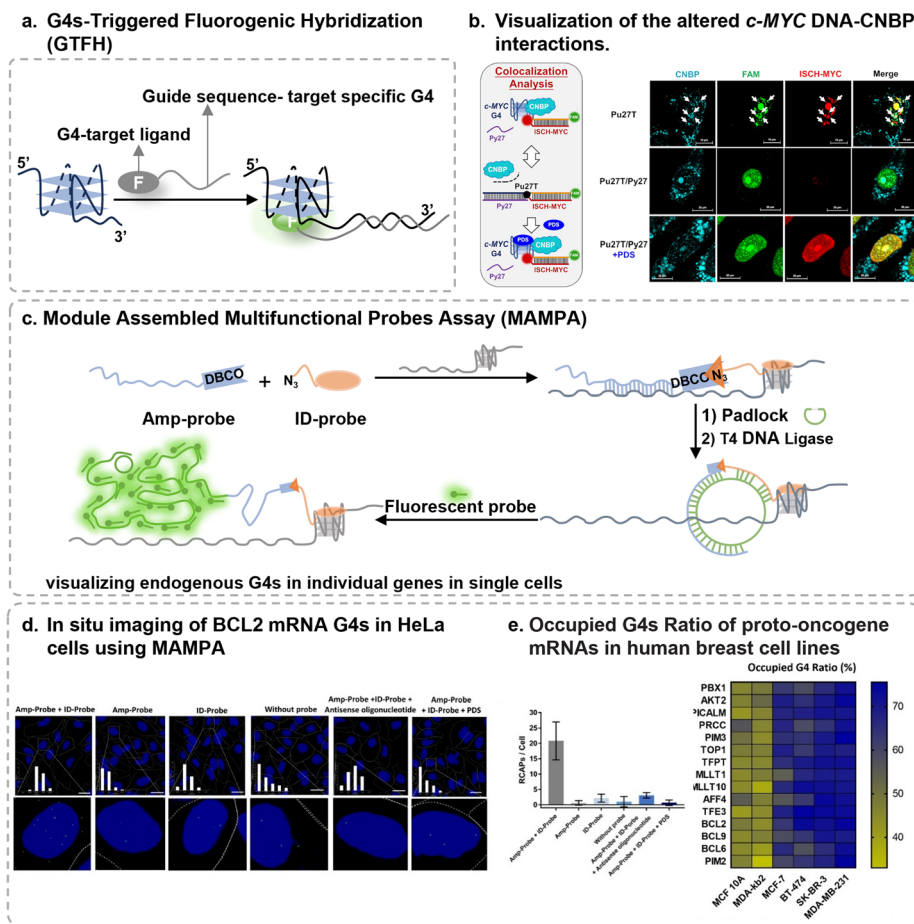 a. G4s-Triggered Fluorogenic Hybridization
(GTFH)
Guide sequence- target specific G4
G4-target ligand
5’
3’
F
5’
3’
b. Visualization of the altered c-MYC DNA-CNBP
interactions.
Colocalization
Analysis
c-MYC
G4
CNBP
FAM
Py27
ISCH-MYC
CNBP
Pu27T
FAM
Py27
ISCH-MYC
PDS
PDS
c-MYC
G4
CNBP
FAM
Py27
ISCH-MYC
CNBP
FAM
ISCH-MYC
Merge
Pu27T
Pu27T/Py27
Pu27T/Py27
+PDS
c. Module Assembled Multifunctional Probes Assay (MAMPA)
DBCO
+
N3
Amp-probe
ID-probe
DBCO
N3
1) Padlock
2) T4 DNA Ligase
Fluorescent probe
visualizing endogenous G4s in individual genes in single cells
d. In situ imaging of BCL2 mRNA G4s in HeLa
cells using MAMPA
Amp-Probe + ID-Probe
Amp-Probe
ID-Probe
Without probe
Amp-Probe +ID-Probe +
Antisense oligonucleotide
Amp-Probe
+ ID-Probe + PDS
e. Occupied G4s Ratio of proto-oncogene
mRNAs in human breast cell lines
RCAPs / Cell
30
25
20
15
10
5
0
Amp-Probe + ID-Probe
Amp-Probe
ID-Probe
Without probe
Amp-Probe + ID-Porbe
+ Antisense oligonucleotide
Amp-Probe + ID-Probe + PDS
Occupied G4 Ratio (%)
PBX1
AKT2
PICALM
PRCC
PIM3
TOP1
TFPT
MLLT1
MLLT10
AFF4
TFE3
BCL2
BCL9
BCL6
PIM2
MCF 10A
MDA-kb2
MCF-7
BT-474
SK-BR-3
MDA-MB-231
70
60
50
40